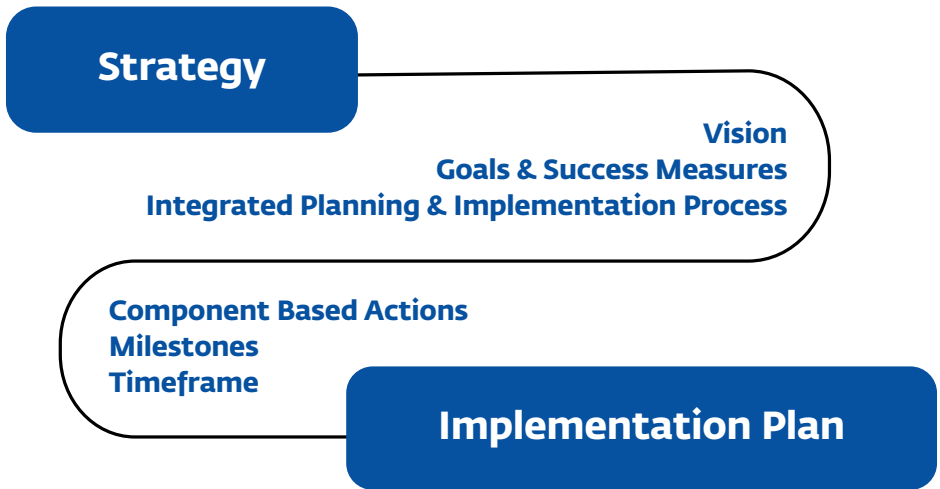 Strategy
Vision
Goals & Success Measures
Integrated Planning & Implementation Process
Component Based Actions
Milestones
Timeframe
Implementation Plan